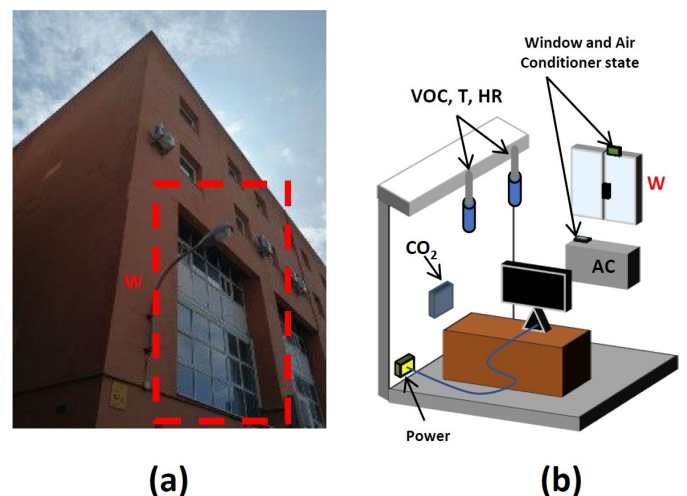 W
(a)
Window and Air
Conditioner state
VOC, T, HR
W
CO2
AC
Power
(b)